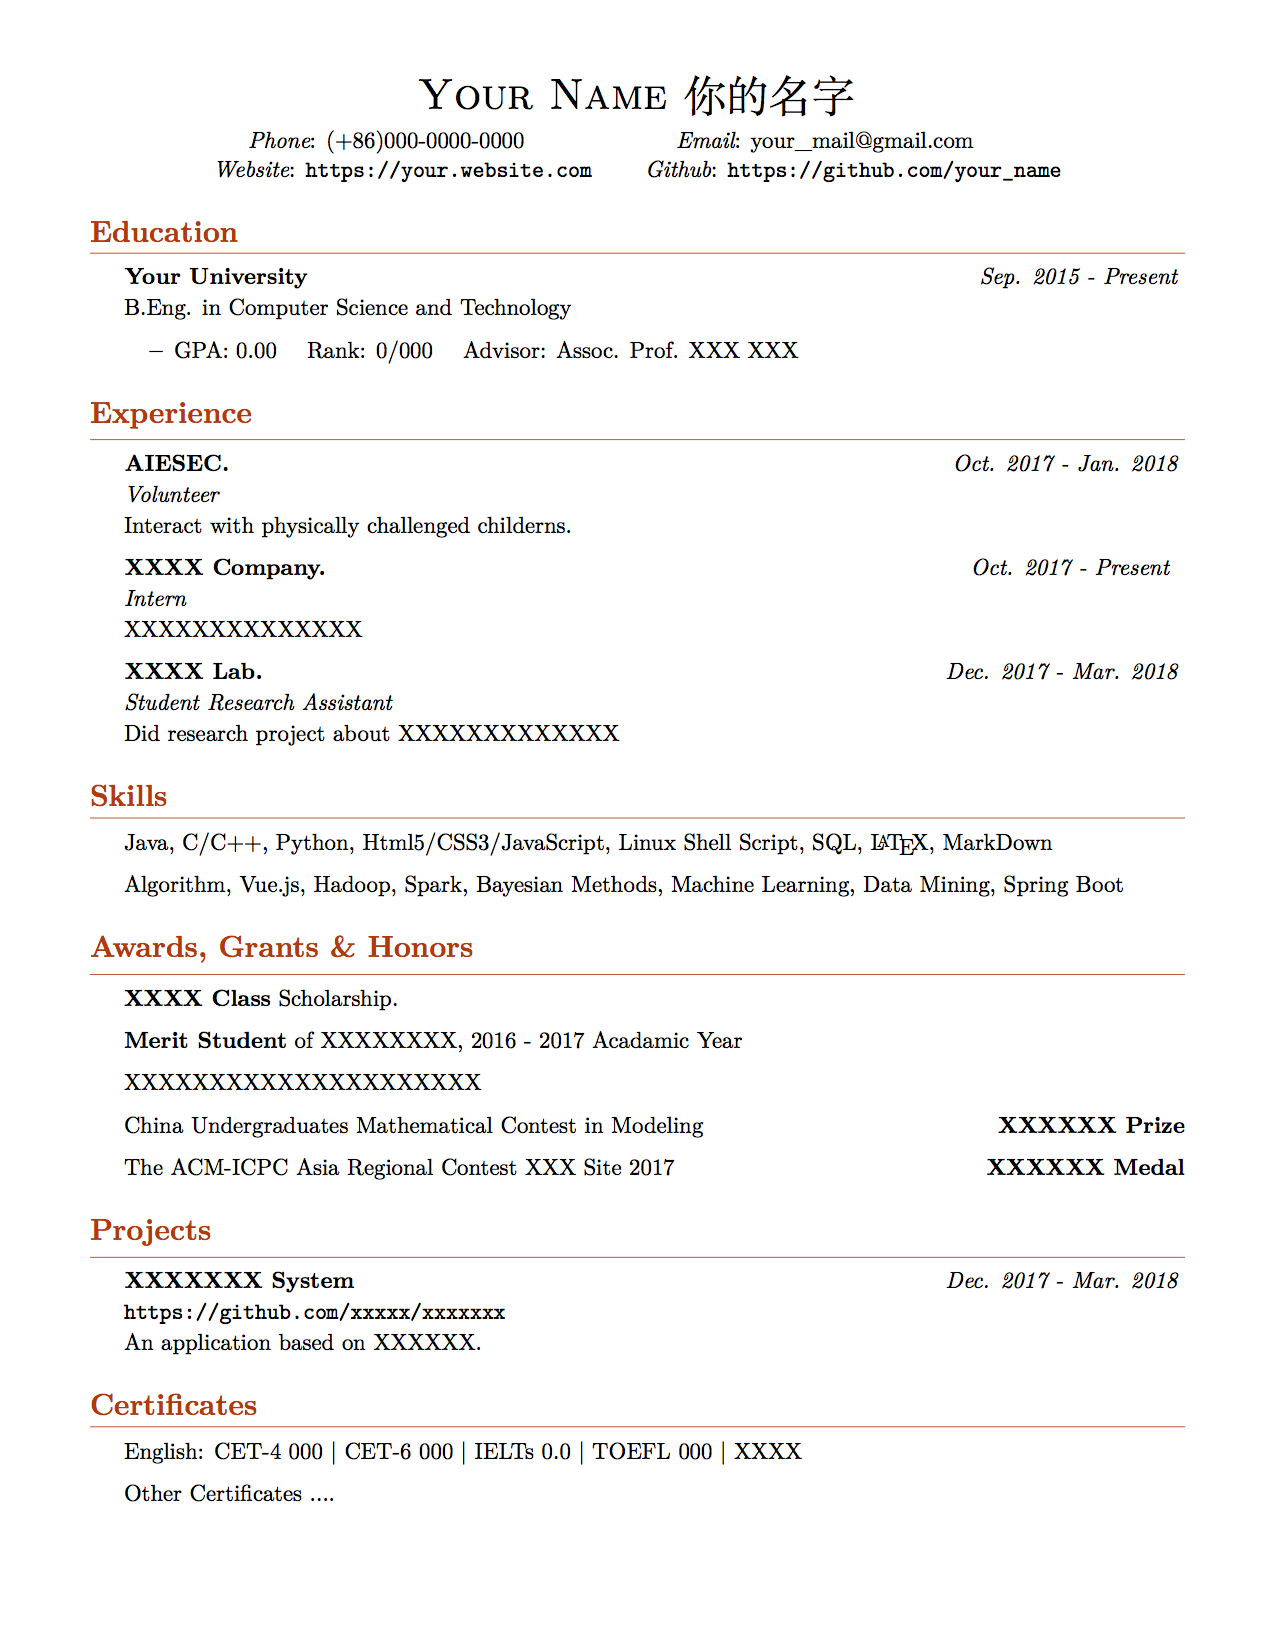 Your Name 你的名字
Phone: (+86)000-0000-0000 Email: your_mail@gmail.com
Website: https://your.website.com Github: https://github.com/your_name
Education
Your University Sep. 2015 - Present
B.Eng. in Computer Science and Technology
– GPA: 0.00 Rank: 0/000 Advisor: Assoc. Prof. XXX XXX
Experience
AIESEC. Oct. 2017 - Jan. 2018
Volunteer
Interact with physically challenged childerns.
XXXX Company. Oct. 2017 - Present
Intern
XXXXXXXXXXXXXX
XXXX Lab. Dec. 2017 - Mar. 2018
Student Research Assistant
Did research project about XXXXXXXXXXXXX
Skills
Java, C/C++, Python, Html5/CSS3/JavaScript, Linux Shell Script, SQL, LATEX, MarkDown
Algorithm, Vue.js, Hadoop, Spark, Bayesian Methods, Machine Learning, Data Mining, Spring Boot
Awards, Grants & Honors
XXXX Class Scholarship.
Merit Student of XXXXXXXX, 2016 - 2017 Acadamic Year
XXXXXXXXXXXXXXXXXXXXX
China Undergraduates Mathematical Contest in Modeling XXXXXX Prize
The ACM-ICPC Asia Regional Contest XXX Site 2017 XXXXXX Medal
Projects
XXXXXXX System Dec. 2017 - Mar. 2018
https://github.com/xxxxx/xxxxxxx
An application based on XXXXXX.
Certificates
English: CET-4 000 | CET-6 000 | IELTs 0.0 | TOEFL 000 | XXXX
Other Certificates ....